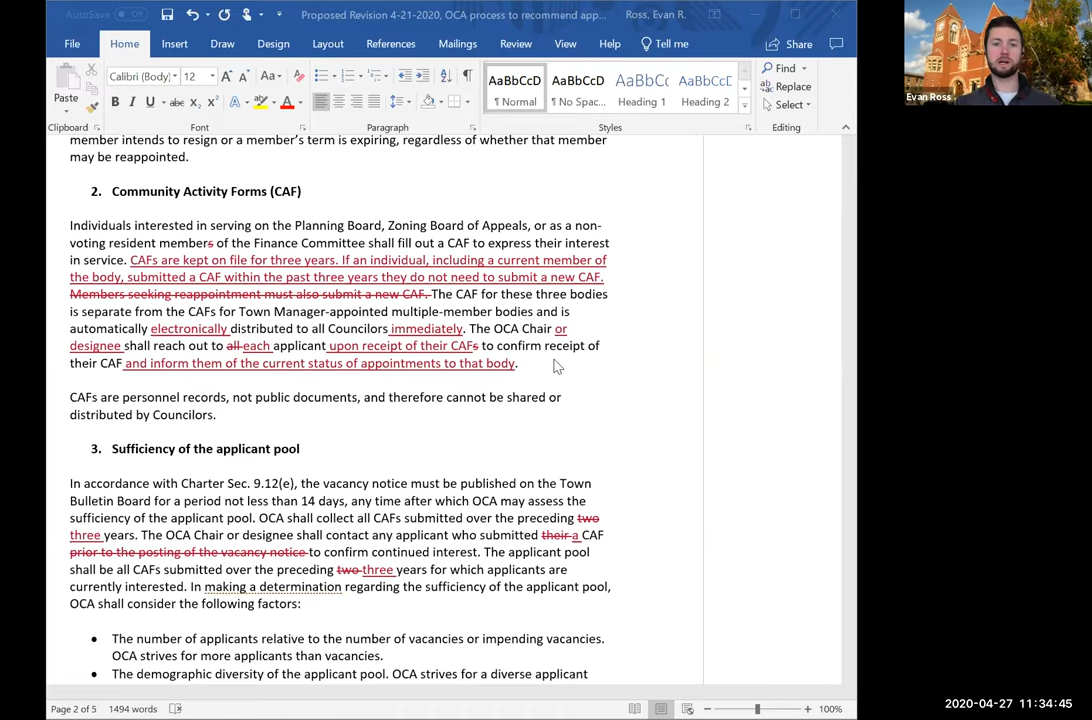 AutoSave Off
Proposed Revision 4-21-2020, OCA process to recommend app...
Ross, Evan R.
File Home Insert Draw Design Layout References Mailings Review View Help Tell me Share
Calibri (Body) 12 Aa
Paste
B I U abc x₂ x² A A
AaBbCcD AaBbCcD AaBbCc AaBbCcD
¶ Normal ¶ No Spac... Heading 1 Heading 2
Find
Replace
Select
Clipboard Font Paragraph Styles Editing
Evan Ross
member intends to resign or a member's term is expiring, regardless of whether that member
may be reappointed.
2. Community Activity Forms (CAF)
Individuals interested in serving on the Planning Board, Zoning Board of Appeals, or as a non-
voting resident members of the Finance Committee shall fill out a CAF to express their interest
in service. CAFs are kept on file for three years. If an individual, including a current member of
the body, submitted a CAF within the past three years they do not need to submit a new CAF.
Members seeking reappointment must also submit a new CAF. The CAF for these three bodies
is separate from the CAFs for Town Manager-appointed multiple-member bodies and is
automatically electronically distributed to all Councilors immediately. The OCA Chair or
designee shall reach out to all each applicant upon receipt of their CAFs to confirm receipt of
their CAF and inform them of the current status of appointments to that body.
CAFs are personnel records, not public documents, and therefore cannot be shared or
distributed by Councilors.
3. Sufficiency of the applicant pool
In accordance with Charter Sec. 9.12(e), the vacancy notice must be published on the Town
Bulletin Board for a period not less than 14 days, any time after which OCA may assess the
sufficiency of the applicant pool. OCA shall collect all CAFs submitted over the preceding two
three years. The OCA Chair or designee shall contact any applicant who submitted their a CAF
prior to the posting of the vacancy notice to confirm continued interest. The applicant pool
shall be all CAFs submitted over the preceding two three years for which applicants are
currently interested. In making a determination regarding the sufficiency of the applicant pool,
OCA shall consider the following factors:
• The number of applicants relative to the number of vacancies or impending vacancies.
OCA strives for more applicants than vacancies.
• The demographic diversity of the applicant pool. OCA strives for a diverse applicant
Page 2 of 5 1494 words 100%
2020-04-27 11:34:45